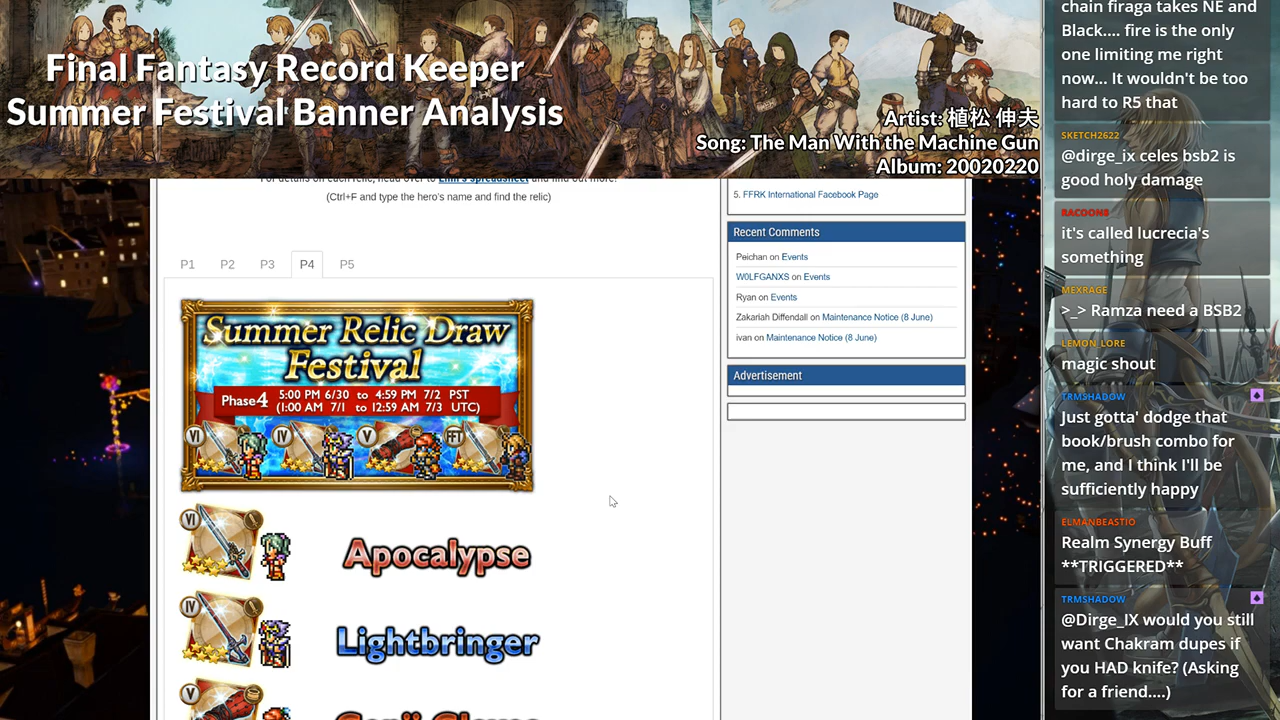 Final Fantasy Record Keeper
Summer Festival Banner Analysis
Artist: 植松 伸夫
Song: The Man With the Machine Gun
Album: 20020220
(Ctrl+F and type the hero's name and find the relic)
P1
P2
P3
P4
P5
Summer Relic Draw
Festival
Phase4
5:00 PM 6/30 to 4:59 PM 7/2 PST
(1:00 AM 7/1 to 12:59 AM 7/3 UTC)
VI
IV
V
FFT
VI
Apocalypse
IV
Lightbringer
V
5. FFRK International Facebook Page
Recent Comments
Peichan on Events
W0LFGANXS on Events
Ryan on Events
Zakariah Diffendall on Maintenance Notice (8 June)
ivan on Maintenance Notice (8 June)
Advertisement
chain firaga takes NE and
Black.... fire is the only
one limiting me right
now... It wouldn't be too
hard to R5 that
SKETCH2622
@dirge_ix celes bsb2 is
good holy damage
RACOON8
it's called lucrecia's
something
MEXRAGE
>_> Ramza need a BSB2
LEMON_LORE
magic shout
TRMSHADOW
Just gotta' dodge that
book/brush combo for
me, and I think I'll be
sufficiently happy
ELMANBEASTIO
Realm Synergy Buff
**TRIGGERED**
TRMSHADOW
@Dirge_IX would you still
want Chakram dupes if
you HAD knife? (Asking
for a friend....)